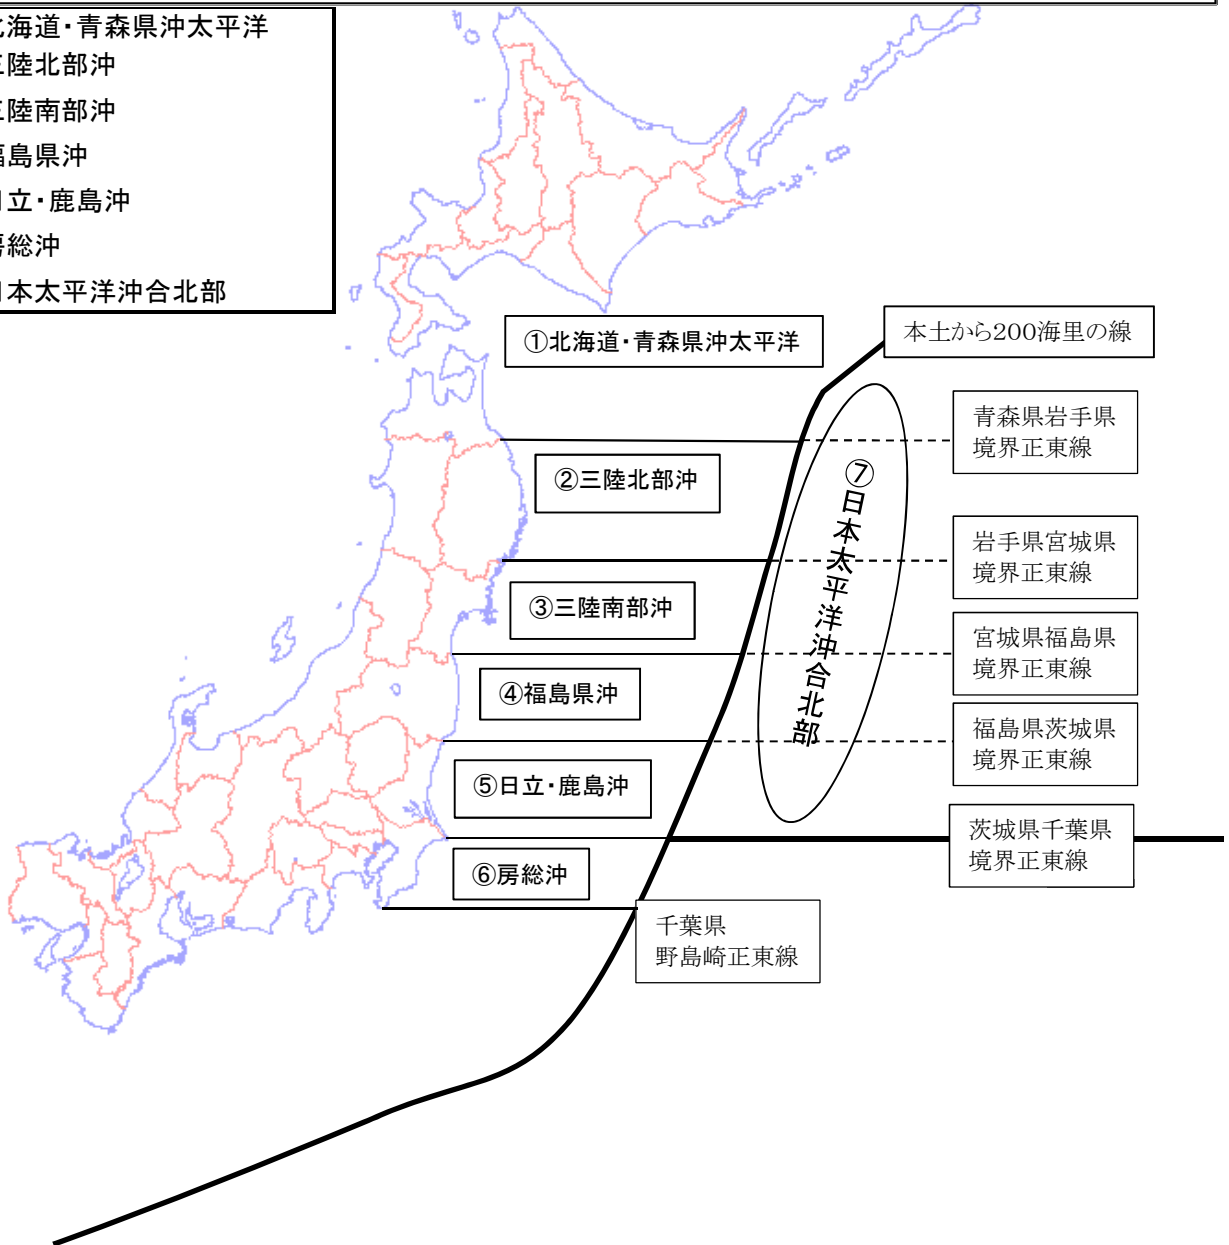 北海道・青森県沖太平洋
三陸北部沖
三陸南部沖
福島県沖
日立・鹿島沖
房総沖
日本太平洋沖合北部
①北海道・青森県沖太平洋
本土から200海里の線
青森県岩手県
境界正東線
②三陸北部沖
⑦日本太平洋沖合北部
岩手県宮城県
境界正東線
③三陸南部沖
宮城県福島県
境界正東線
④福島県沖
福島県茨城県
境界正東線
⑤日立・鹿島沖
茨城県千葉県
境界正東線
⑥房総沖
千葉県
野島崎正東線